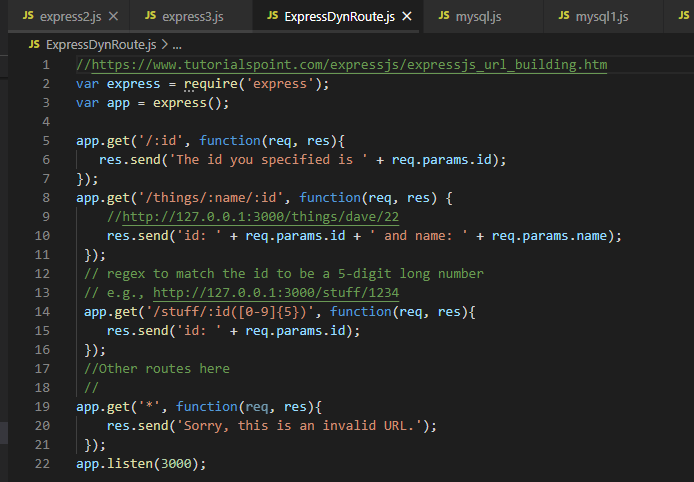 JS express2.js × JS express3.js JS ExpressDynRoute.js × JS mysql.js JS mysql1.js JS
JS ExpressDynRoute.js > ...
1 //https://www.tutorialspoint.com/expressjs/expressjs_url_building.htm
2 var express = require('express');
3 var app = express();
4
5 app.get('/:id', function(req, res){
6    res.send('The id you specified is ' + req.params.id);
7 });
8 app.get('/things/:name/:id', function(req, res) {
9     //http://127.0.0.1:3000/things/dave/22
10     res.send('id: ' + req.params.id + ' and name: ' + req.params.name);
11  });
12  // regex to match the id to be a 5-digit long number
13  // e.g., http://127.0.0.1:3000/stuff/1234
14  app.get('/stuff/:id([0-9]{5})', function(req, res){
15     res.send('id: ' + req.params.id);
16  });
17  //Other routes here
18  //
19 app.get('*', function(req, res){
20     res.send('Sorry, this is an invalid URL.');
21  });
22 app.listen(3000);